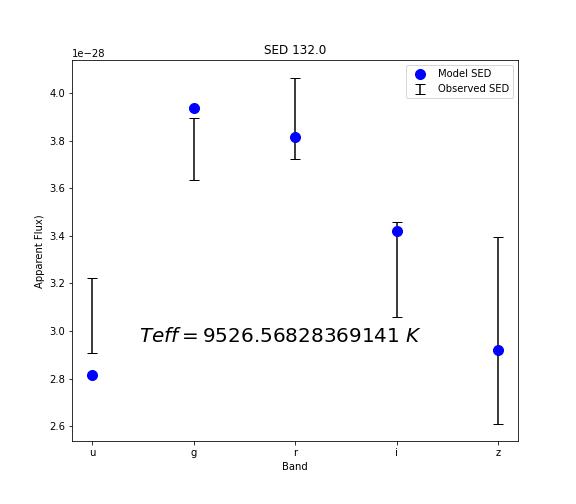 SED 132.0
1e−28
Model SED
Observed SED
4.0
3.8
3.6
3.4
3.2
3.0
2.8
2.6
Apparent Flux)
Teff = 9526.56828369141 K
u g r i z
Band